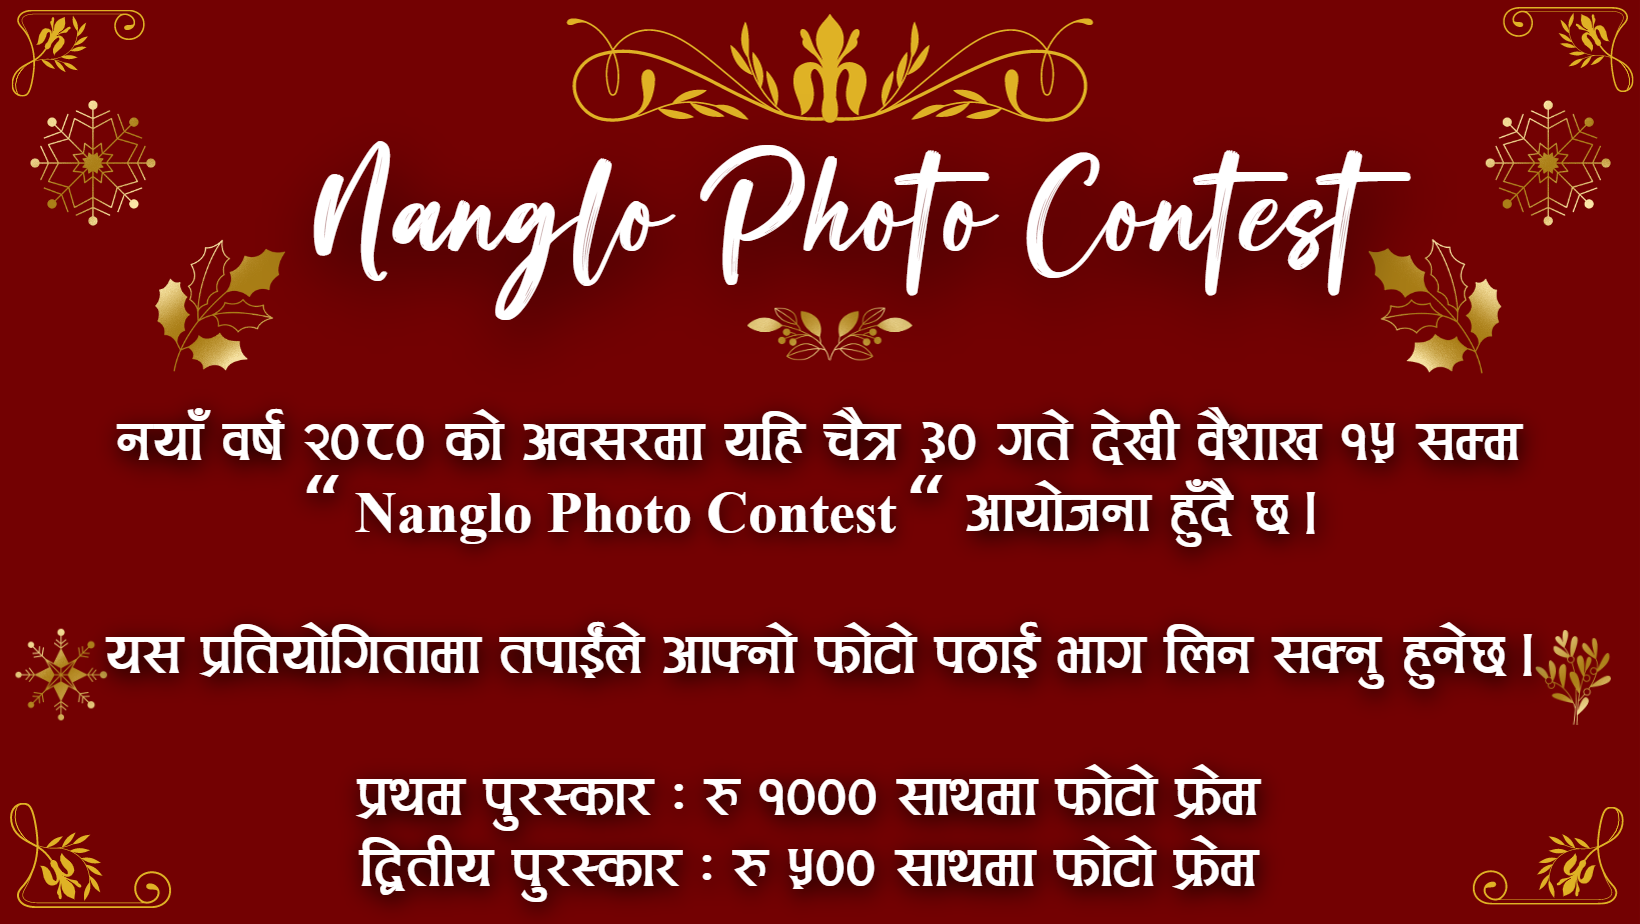 Nanglo Photo Contest
नयाँ वर्ष २०८० को अवसरमा यहि चैत्र ३० गते देखी वैशाख १५ सम्म
“ Nanglo Photo Contest “ आयोजना हुँदै छ ।
यस प्रतियोगितामा तपाईंले आफ्नो फोटो पठाई भाग लिन सक्नु हुनेछ ।
प्रथम पुरस्कार : रु १००० साथमा फोटो फ्रेम
द्वितीय पुरस्कार : रु ५०० साथमा फोटो फ्रेम